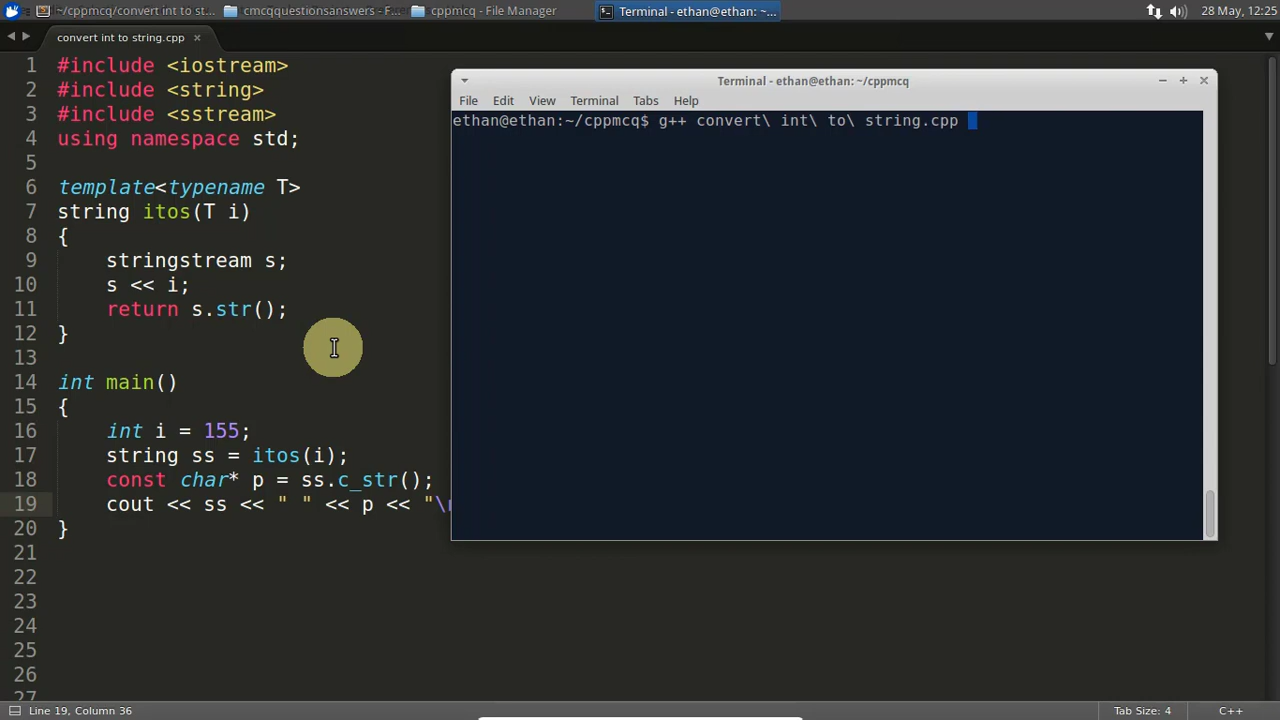 ~/cppmcq/convert int to st... cmcqquestionsanswers - F... cppmcq - File Manager Terminal - ethan@ethan: ~... 28 May, 12:25
convert int to string.cpp ×
1 #include <iostream>
2 #include <string>
3 #include <sstream>
4 using namespace std;
5
6 template<typename T>
7 string itos(T i)
8 {
9 stringstream s;
10 s << i;
11 return s.str();
12 }
13
14 int main()
15 {
16 int i = 155;
17 string ss = itos(i);
18 const char* p = ss.c_str();
19 cout << ss << " " << p << "\n
20 }
21
22
23
24
25
26
27
Terminal - ethan@ethan: ~/cppmcq
File Edit View Terminal Tabs Help
ethan@ethan:~/cppmcq$ g++ convert\ int\ to\ string.cpp
Line 19, Column 36 Tab Size: 4 C++